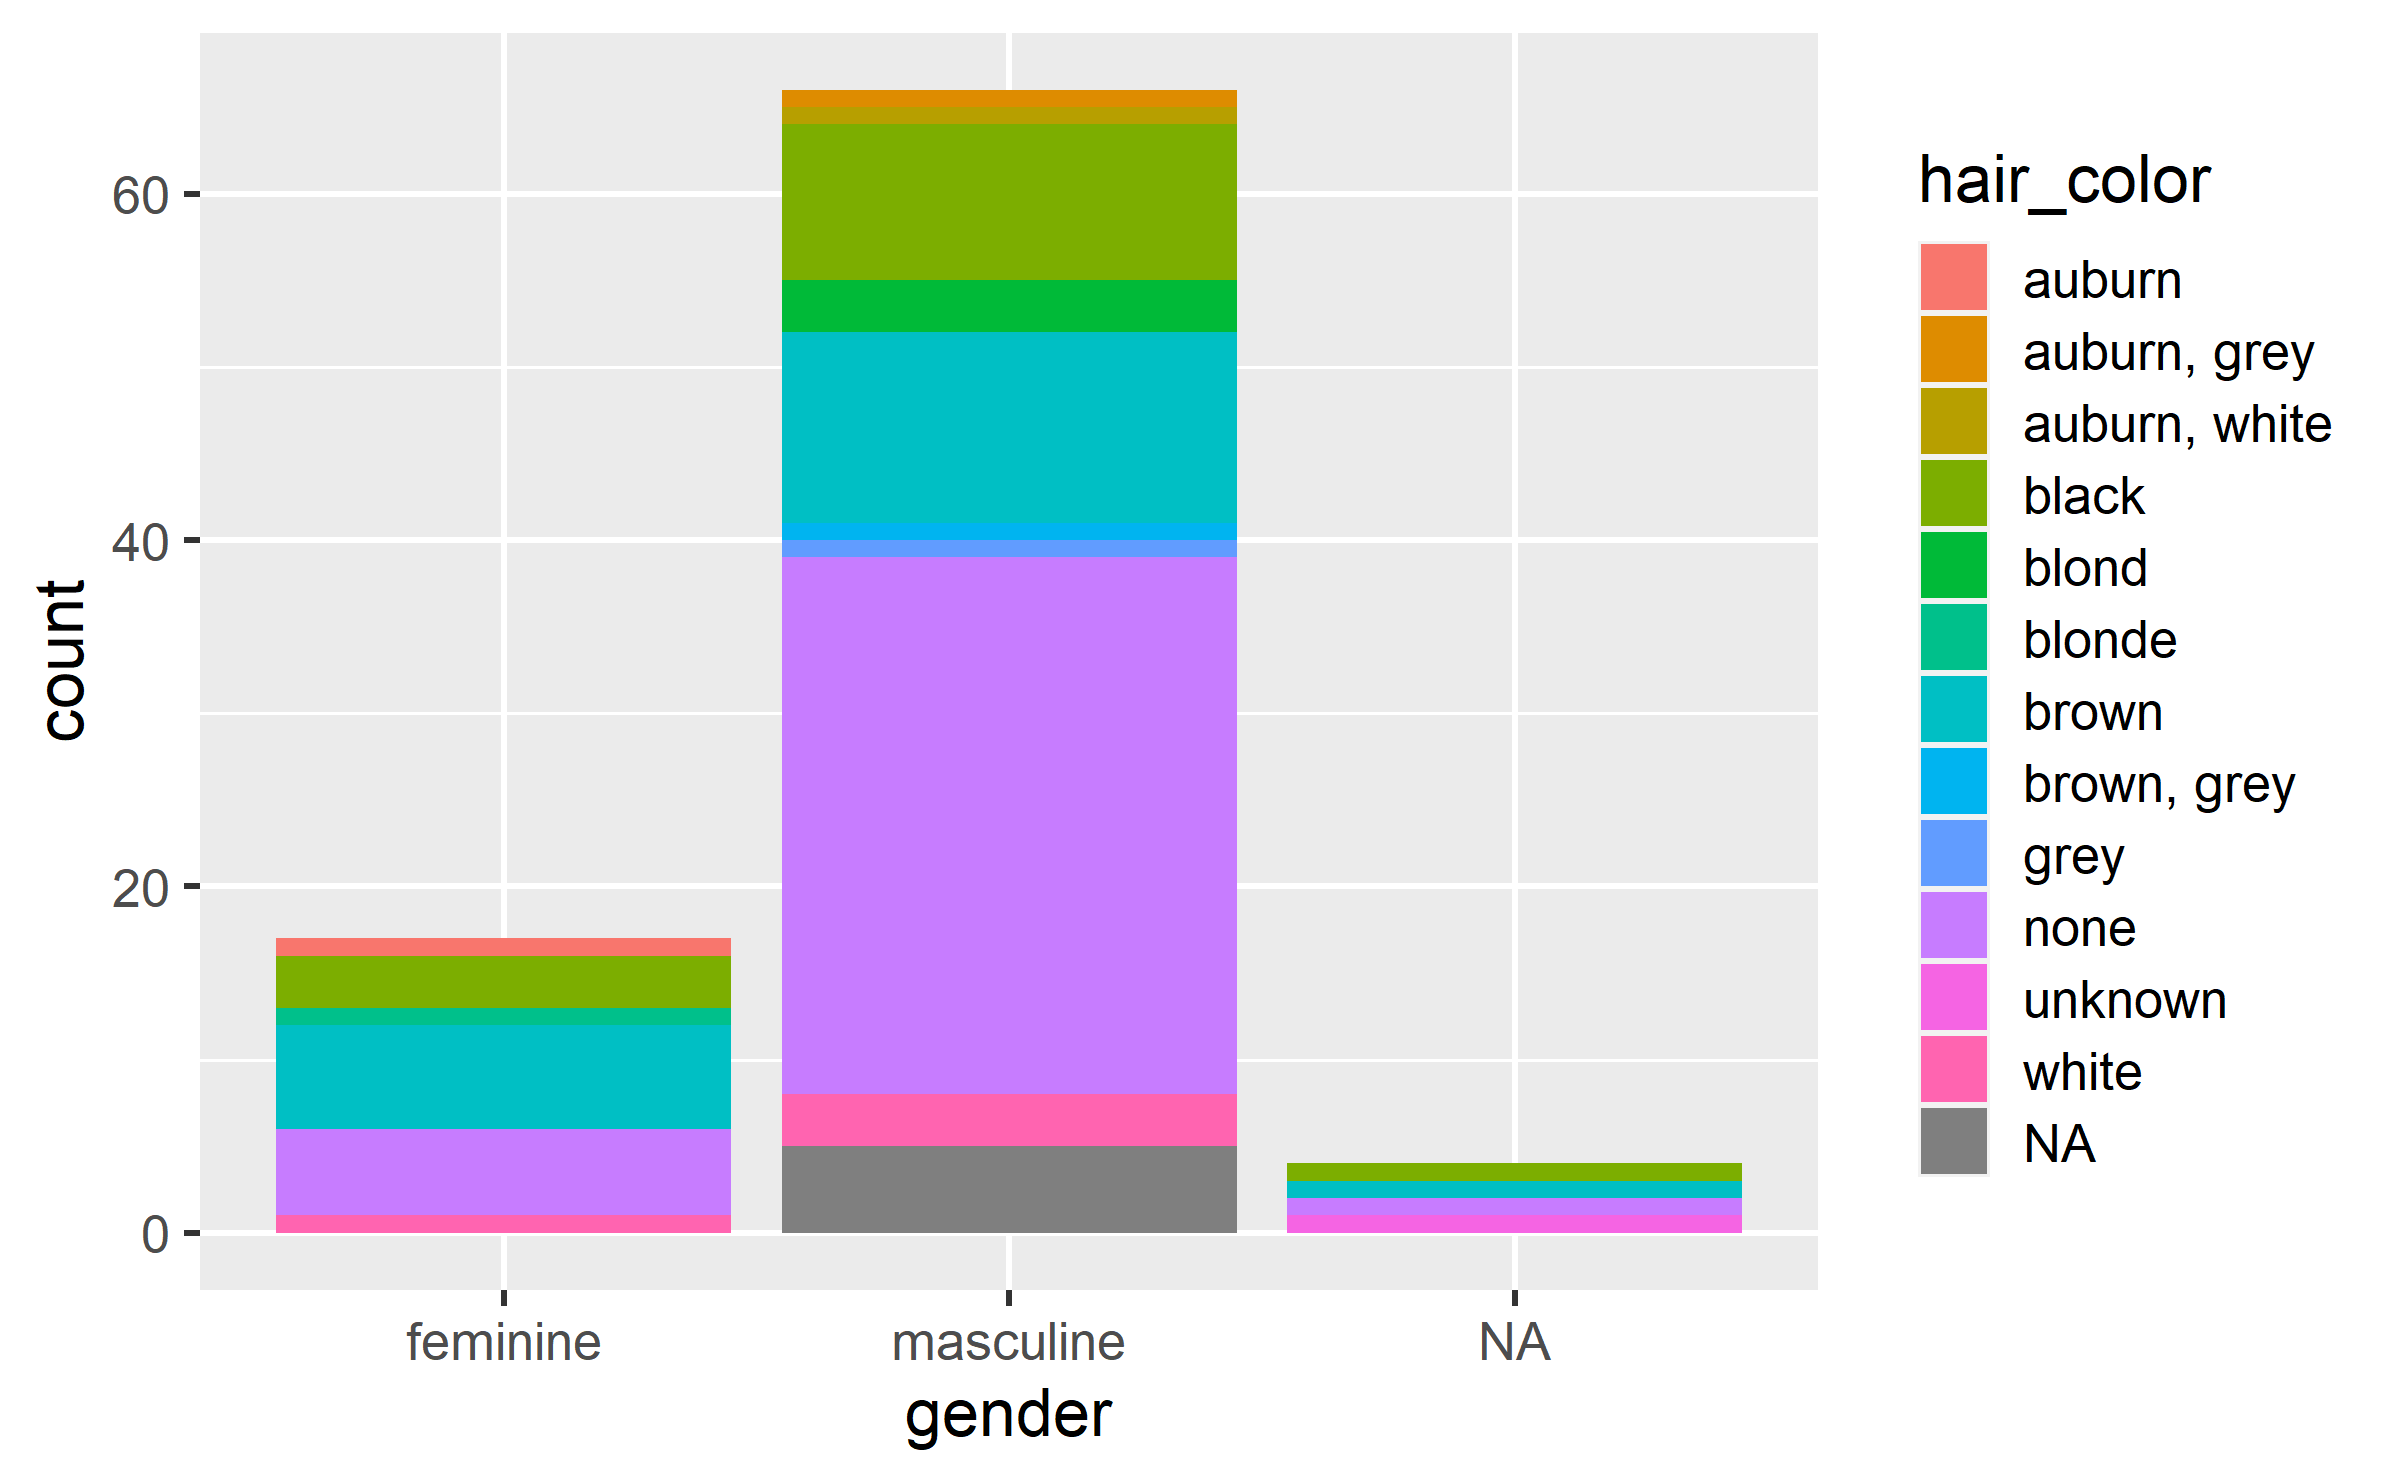 60
40
20
0
count
feminine
masculine
NA
gender
hair_color
auburn
auburn, grey
auburn, white
black
blond
blonde
brown
brown, grey
grey
none
unknown
white
NA